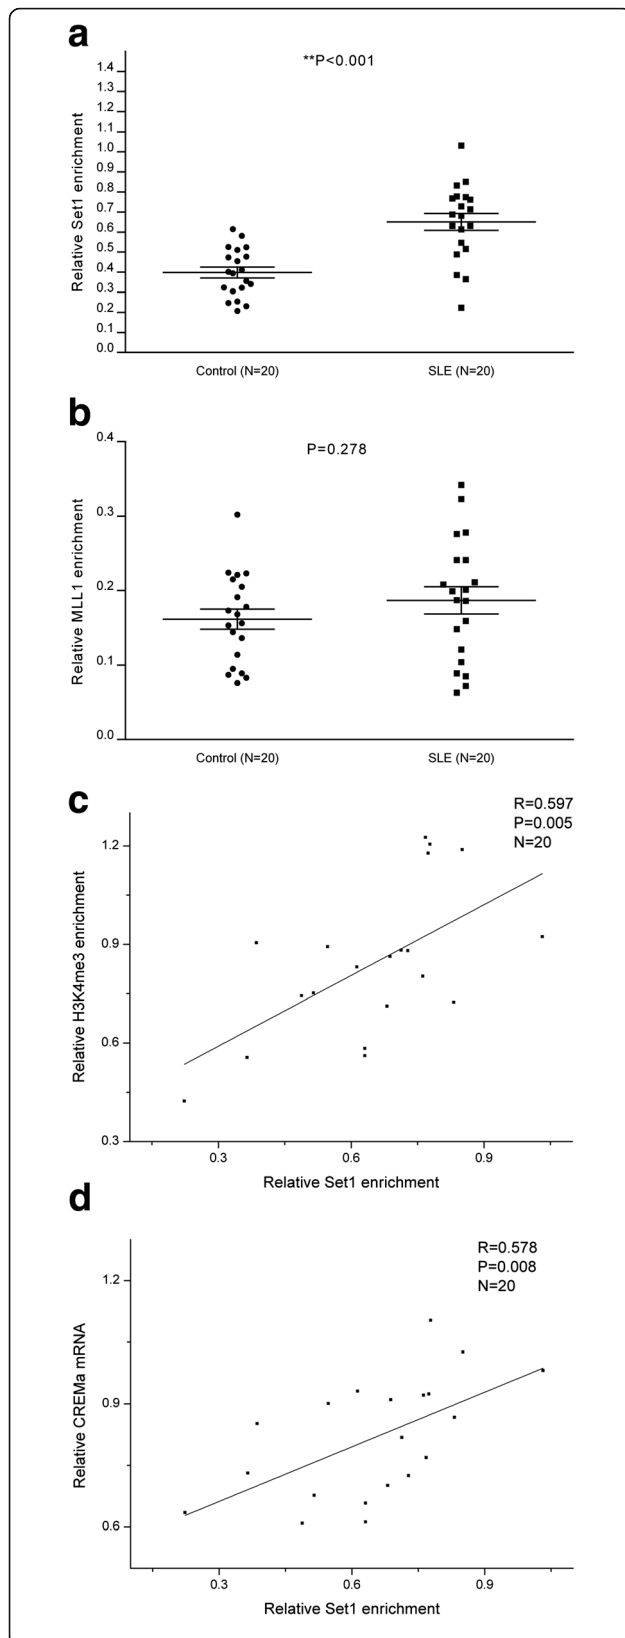 a
**P<0.001
1.4
1.3
1.2
1.1
1.0
0.9
0.8
0.7
0.6
0.5
0.4
0.3
0.2
0.1
0.0
Relative Set1 enrichment
Control (N=20)
SLE (N=20)
b
P=0.278
0.4
0.3
0.2
0.1
0.0
Relative MLL1 enrichment
Control (N=20)
SLE (N=20)
c
R=0.597
P=0.005
N=20
1.2
0.9
0.6
0.3
Relative H3K4me3 enrichment
0.3
0.6
0.9
Relative Set1 enrichment
d
R=0.578
P=0.008
N=20
1.2
0.9
0.6
Relative CREMa mRNA
0.3
0.6
0.9
Relative Set1 enrichment